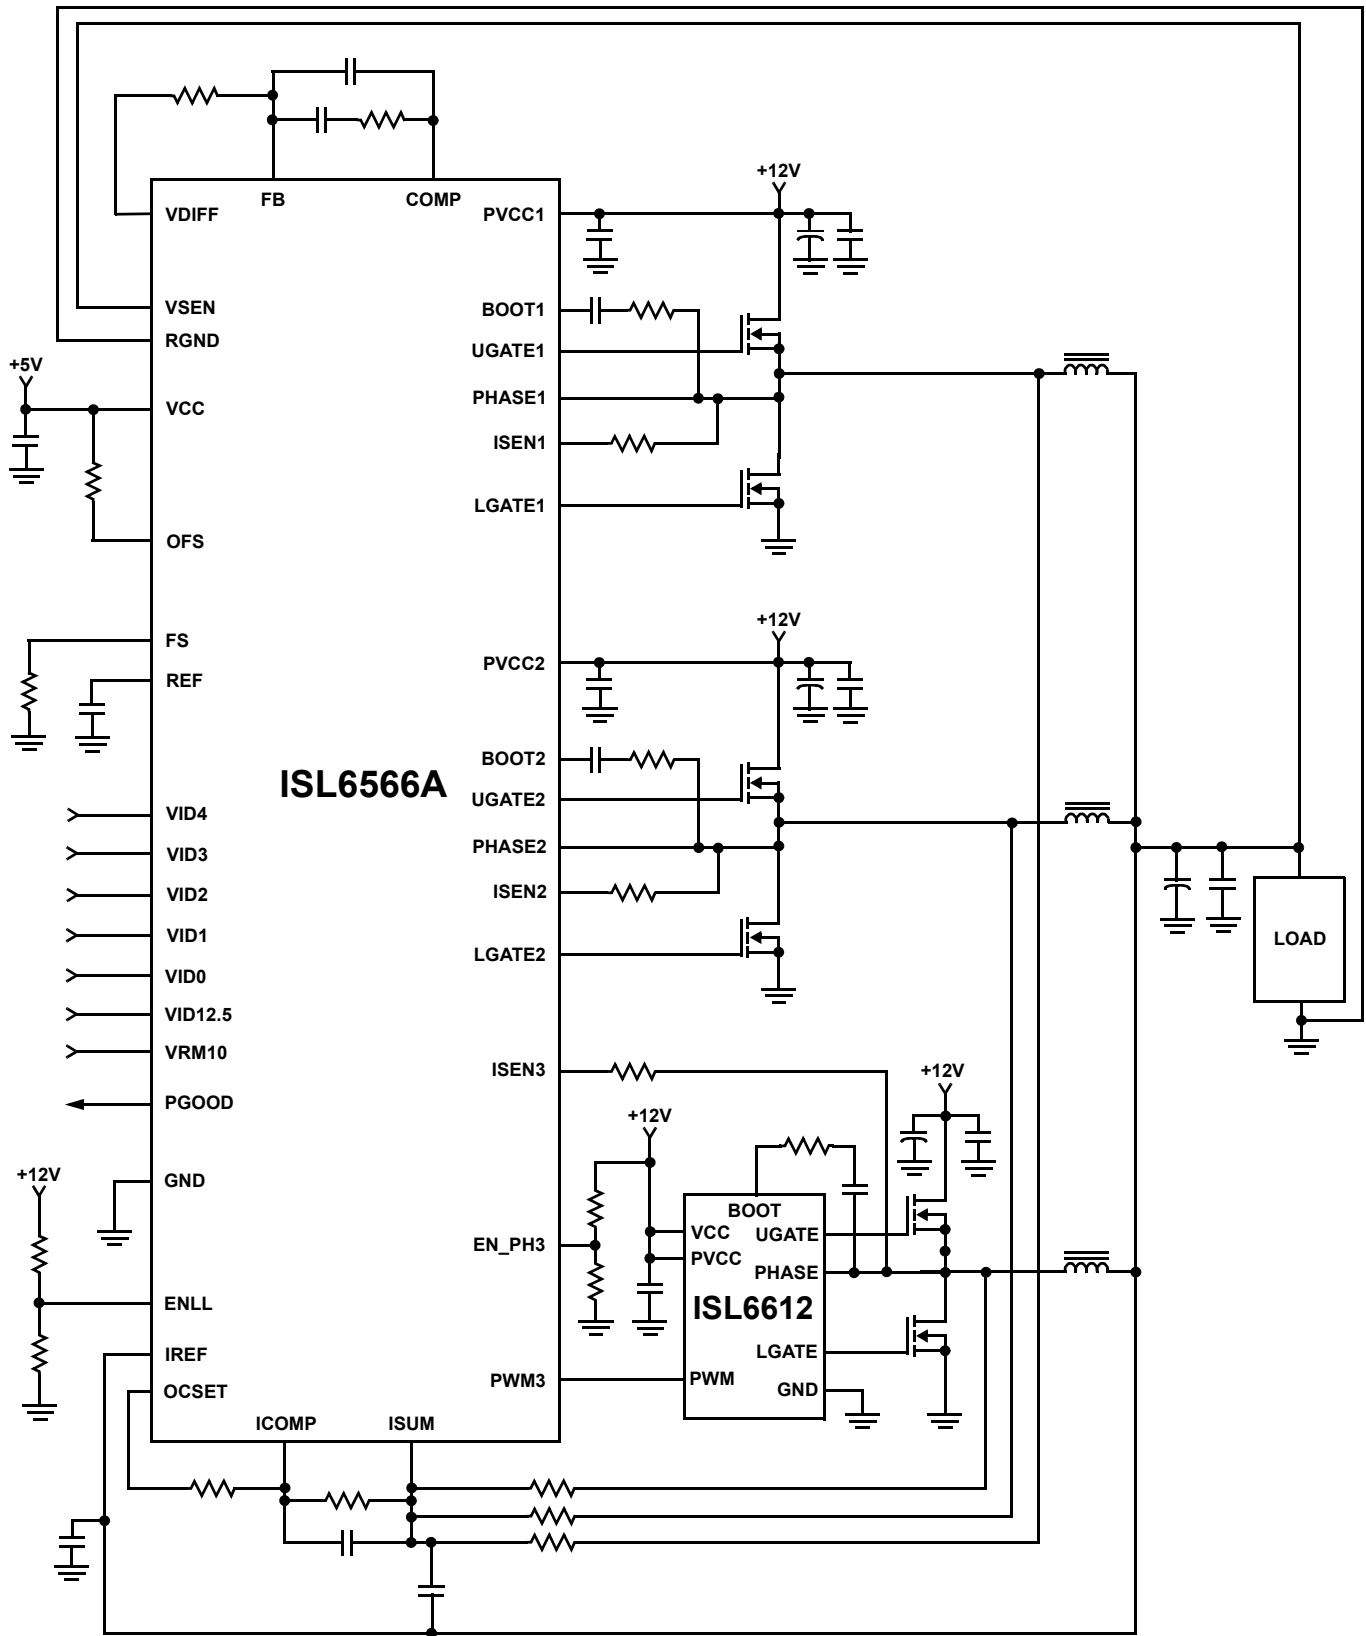 FB
COMP
+12V
VDIFF
PVCC1
VSEN
BOOT1
RGND
UGATE1
+5V
PHASE1
VCC
ISEN1
LGATE1
OFS
+12V
FS
PVCC2
REF
BOOT2
ISL6566A
UGATE2
VID4
PHASE2
VID3
ISEN2
VID2
VID1
LOAD
LGATE2
VID0
VID12.5
VRM10
ISEN3
+12V
PGOOD
+12V
+12V
GND
BOOT
VCC
UGATE
EN_PH3
PVCC
PHASE
ENLL
ISL6612
IREF
LGATE
OCSET
PWM3
PWM
GND
ICOMP
ISUM